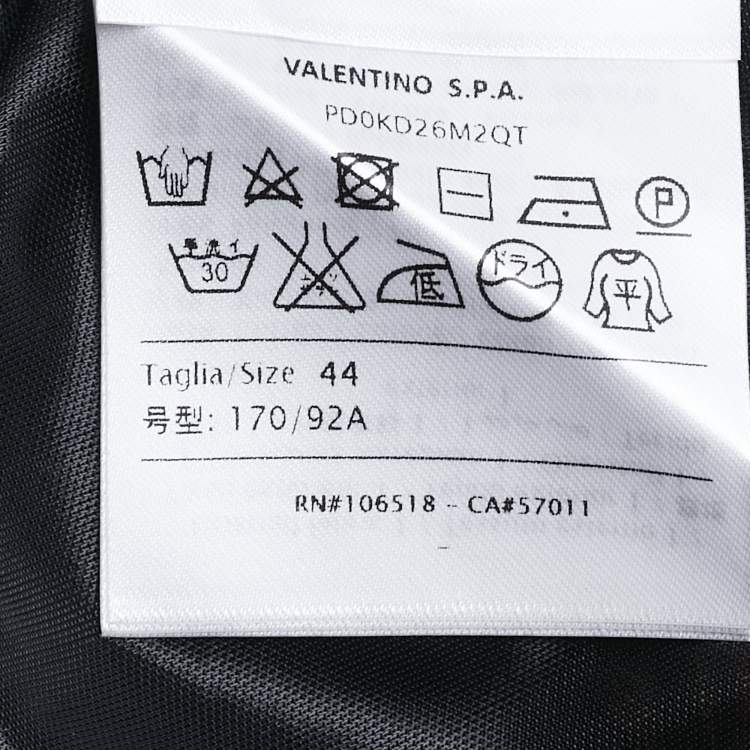 VALENTINO S.P.A.
PD0KD26M2QT
P
手洗イ
30
低
ドライ
平
Taglia/Size 44
号型: 170/92A
RN#106518 - CA#57011